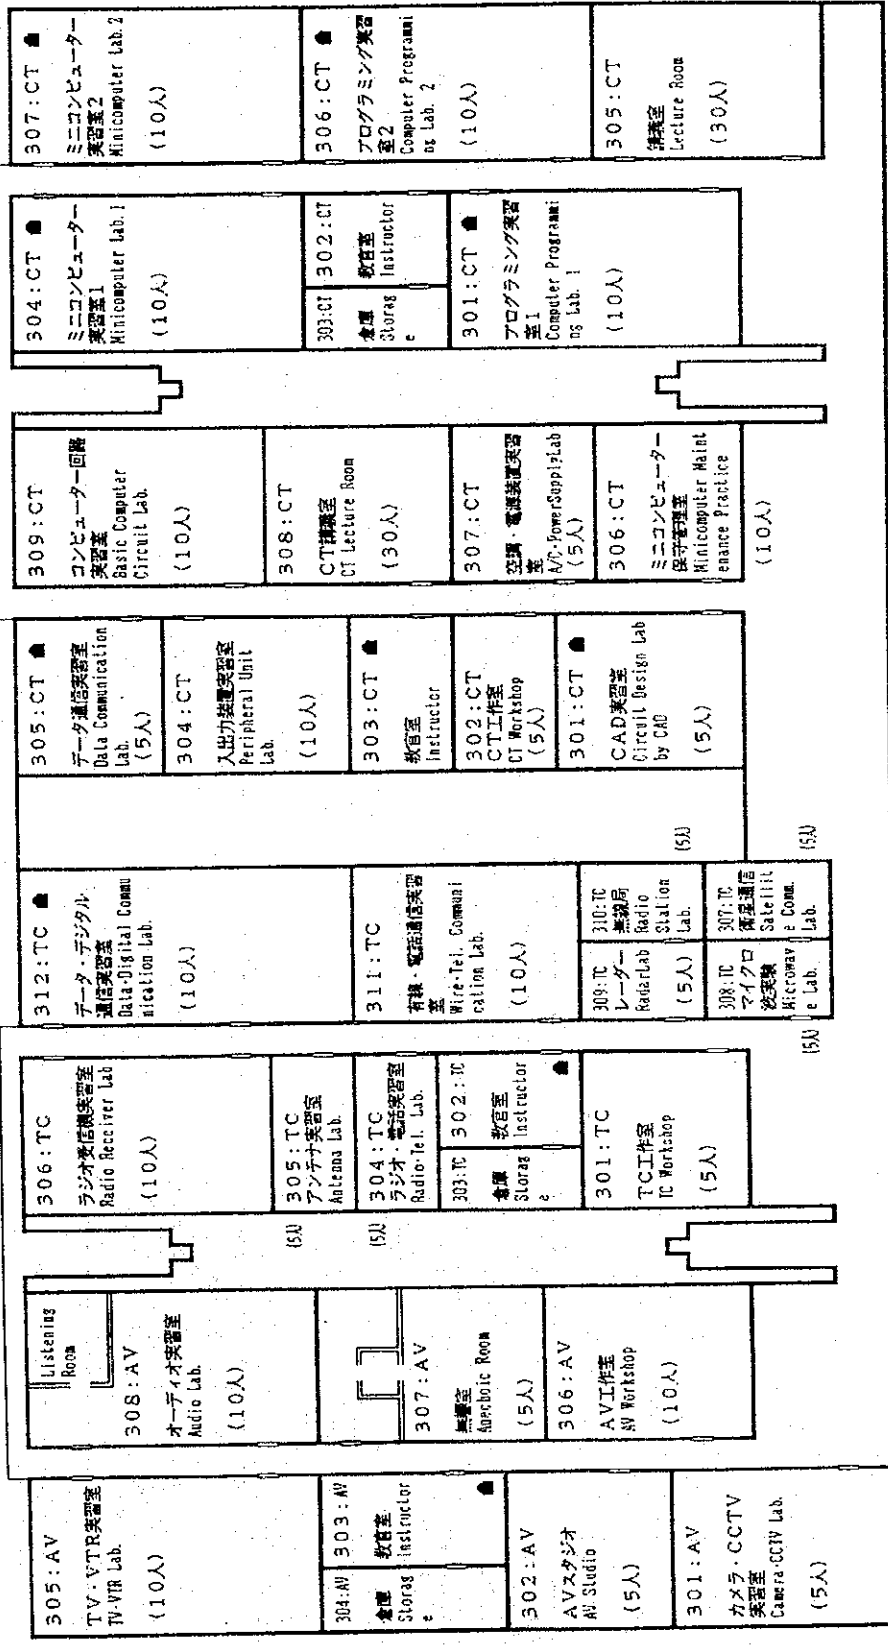 307:CT
ミニコンピューター
実習室2
Minicomputer Lab.2
(10人)
306:CT
プログラミング実習
室2
Computer Programmi
ng Lab. 2
(10人)
305:CT
講義室
Lecture Room
(30人)
304:CT
ミニコンピューター
実習室1
Minicomputer Lab.1
(10人)
303:CT
倉庫
Storag
e
302:CT
教官室
Instructor
301:CT
プログラミング実習
室1
Computer Programmi
ng Lab. 1
(10人)
309:CT
コンピューター回路
実習室
Basic Computer
Circuit Lab.
(10人)
308:CT
CT講義室
CT Lecture Room
(30人)
307:CT
空調・電源装置実習
室
A/C·PowerSupplyLab
(5人)
306:CT
ミニコンピューター
保守管理室
Minicomputer Maint
enance Practice
(10人)
305:CT
データ通信実習室
Data Communication
Lab.
(5人)
304:CT
入出力装置実習室
Peripheral Unit
Lab.
(10人)
303:CT
教官室
Instructor
302:CT
CT工作室
CT Workshop
(5人)
301:CT
CAD実習室
Circuit Design Lab
by CAD
(5人)
312:TC
データ・デジタル
通信実習室
Data·Digital Commu
nication Lab.
(10人)
311:TC
有線・電話通信実習
室
Wire·Tel. Communi
cation Lab.
(10人)
309:TC
レーダー
RadarLab
(5人)
310:TC
無線局
Radio
Station
Lab.
(5人)
308:TC
マイクロ
波実験
Microwav
e Lab.
(5人)
307:TC
衛星通信
Satellit
e Comm.
Lab.
(5人)
306:TC
ラジオ受信機実習室
Radio Receiver Lab
(10人)
305:TC
アンテナ実習室
Antenna Lab.
(5人)
304:TC
ラジオ・電話実習室
Radio·Tel. Lab.
(5人)
303:TC
倉庫
Storag
e
302:TC
教官室
Instructor
301:TC
TC工作室
TC Workshop
(5人)
Listening
Room
308:AV
オーディオ実習室
Audio Lab.
(10人)
307:AV
無響室
Anechoic Room
(5人)
306:AV
AV工作室
AV Workshop
(10人)
305:AV
TV・VTR実習室
TV·VTR Lab.
(10人)
304:AV
倉庫
Storag
e
303:AV
教官室
Instructor
302:AV
AVスタジオ
AV Studio
(5人)
301:AV
カメラ・CCTV
実習室
Camera·CCTV Lab.
(5人)